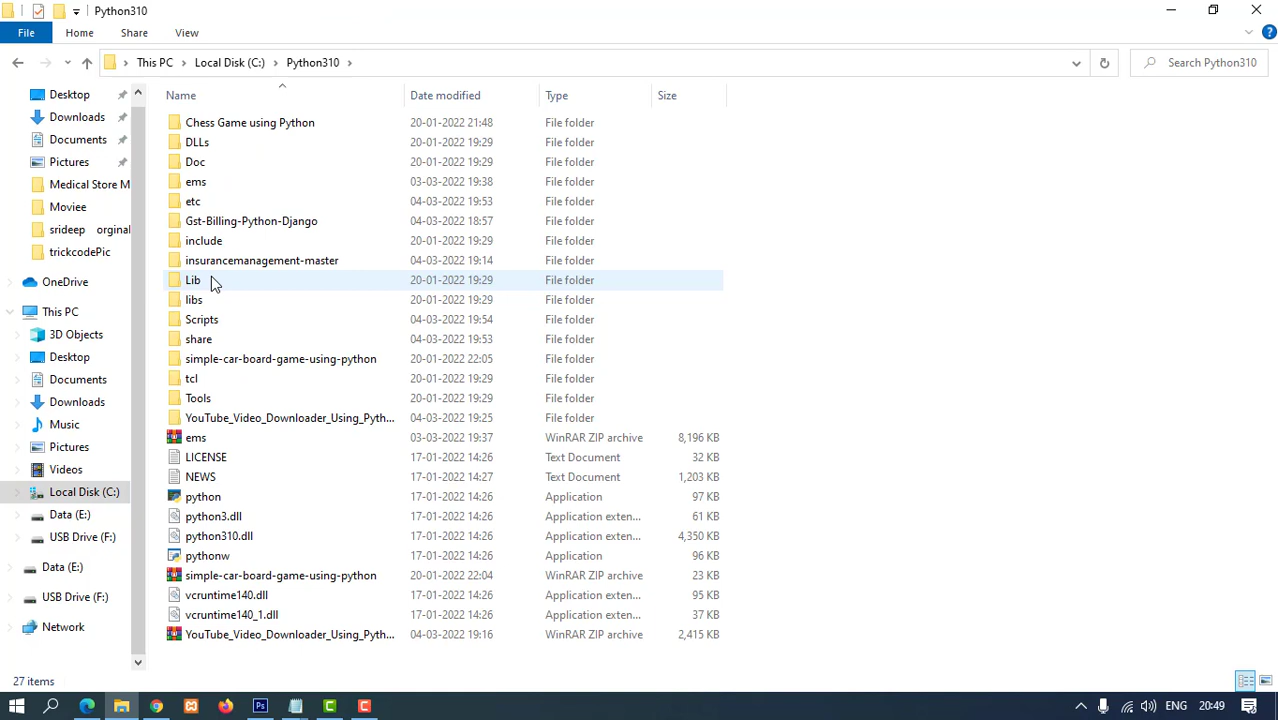 Python310
File Home Share View
This PC Local Disk (C:) Python310 Search Python310
Desktop
Downloads
Documents
Pictures
Medical Store M
Moviee
srideep orginal
trickcodePic
OneDrive
This PC
3D Objects
Desktop
Documents
Downloads
Music
Pictures
Videos
Local Disk (C:)
Data (E:)
USB Drive (F:)
Data (E:)
USB Drive (F:)
Network
Name Date modified Type Size
Chess Game using Python 20-01-2022 21:48 File folder
DLLs 20-01-2022 19:29 File folder
Doc 20-01-2022 19:29 File folder
ems 03-03-2022 19:38 File folder
etc 04-03-2022 19:53 File folder
Gst-Billing-Python-Django 04-03-2022 18:57 File folder
include 20-01-2022 19:29 File folder
insurancemanagement-master 04-03-2022 19:14 File folder
Lib 20-01-2022 19:29 File folder
libs 20-01-2022 19:29 File folder
Scripts 04-03-2022 19:54 File folder
share 04-03-2022 19:53 File folder
simple-car-board-game-using-python 20-01-2022 22:05 File folder
tcl 20-01-2022 19:29 File folder
Tools 20-01-2022 19:29 File folder
YouTube_Video_Downloader_Using_Pyth... 04-03-2022 19:25 File folder
ems 03-03-2022 19:37 WinRAR ZIP archive 8,196 KB
LICENSE 17-01-2022 14:26 Text Document 32 KB
NEWS 17-01-2022 14:27 Text Document 1,203 KB
python 17-01-2022 14:26 Application 97 KB
python3.dll 17-01-2022 14:26 Application exten... 61 KB
python310.dll 17-01-2022 14:26 Application exten... 4,350 KB
pythonw 17-01-2022 14:26 Application 96 KB
simple-car-board-game-using-python 20-01-2022 22:04 WinRAR ZIP archive 23 KB
vcruntime140.dll 17-01-2022 14:26 Application exten... 95 KB
vcruntime140_1.dll 17-01-2022 14:26 Application exten... 37 KB
YouTube_Video_Downloader_Using_Pyth... 04-03-2022 19:16 WinRAR ZIP archive 2,415 KB
27 items
Ps C C ENG 20:49